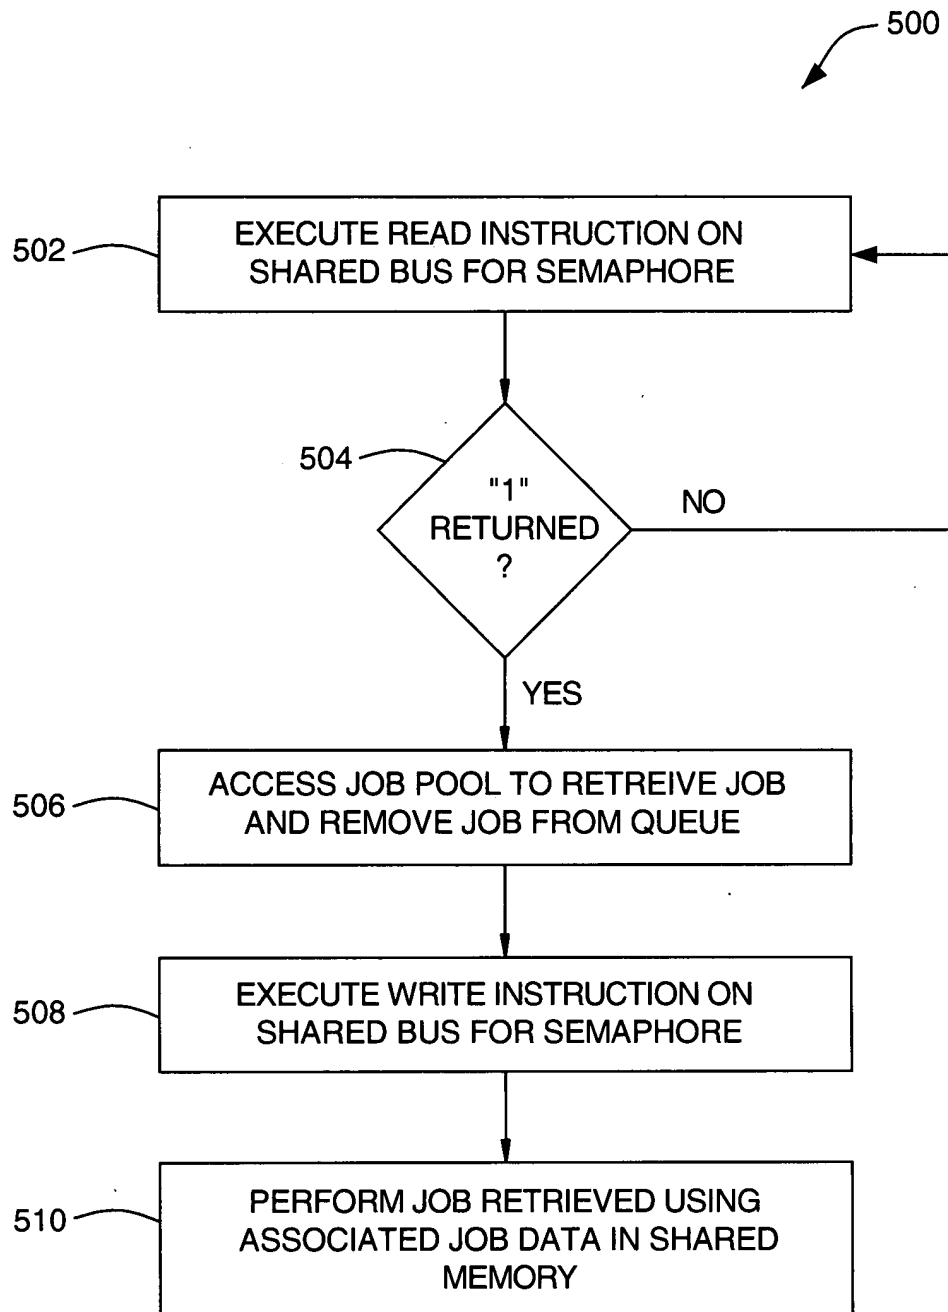 500
502
EXECUTE READ INSTRUCTION ON
SHARED BUS FOR SEMAPHORE
504
"1"
RETURNED
?
NO
YES
506
ACCESS JOB POOL TO RETREIVE JOB
AND REMOVE JOB FROM QUEUE
508
EXECUTE WRITE INSTRUCTION ON
SHARED BUS FOR SEMAPHORE
510
PERFORM JOB RETRIEVED USING
ASSOCIATED JOB DATA IN SHARED
MEMORY